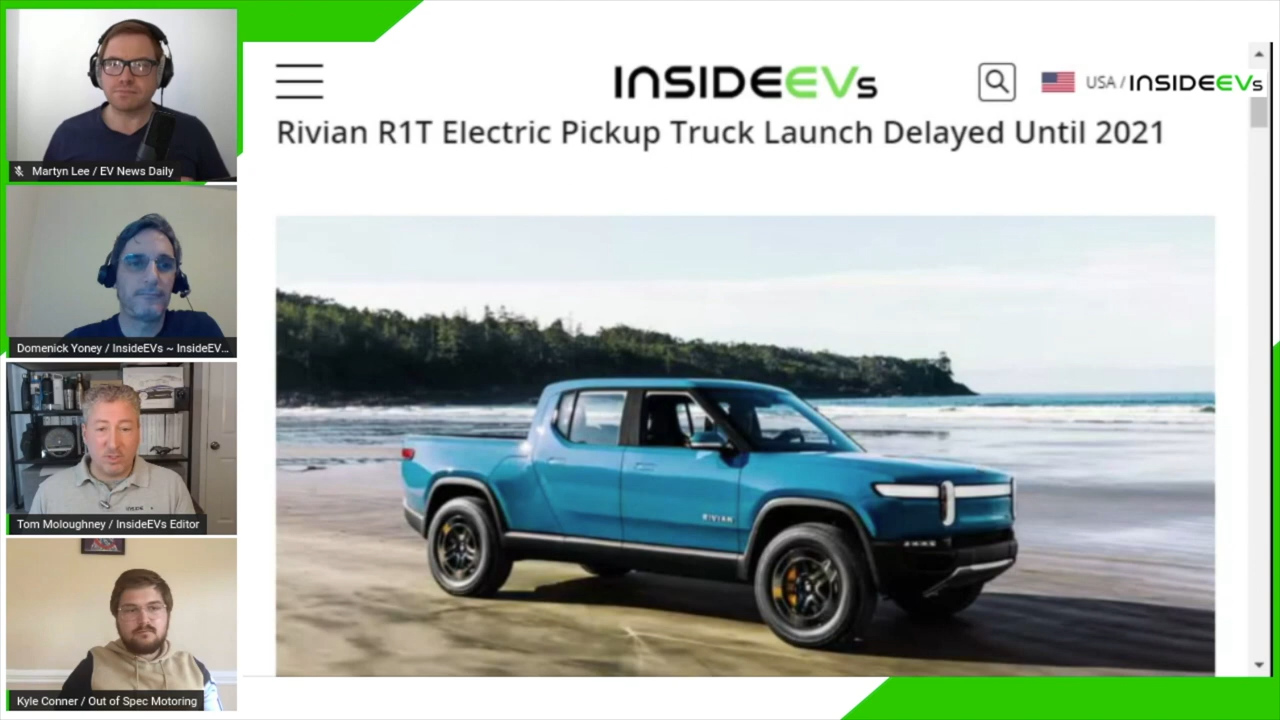 Martyn Lee / EV News Daily
Domenick Yoney / InsideEVs ~ InsideEV...
Tom Moloughney / InsideEVs Editor
Kyle Conner / Out of Spec Motoring
INSIDEEVs
USA / INSIDEEVs
Rivian R1T Electric Pickup Truck Launch Delayed Until 2021
RIVIAN